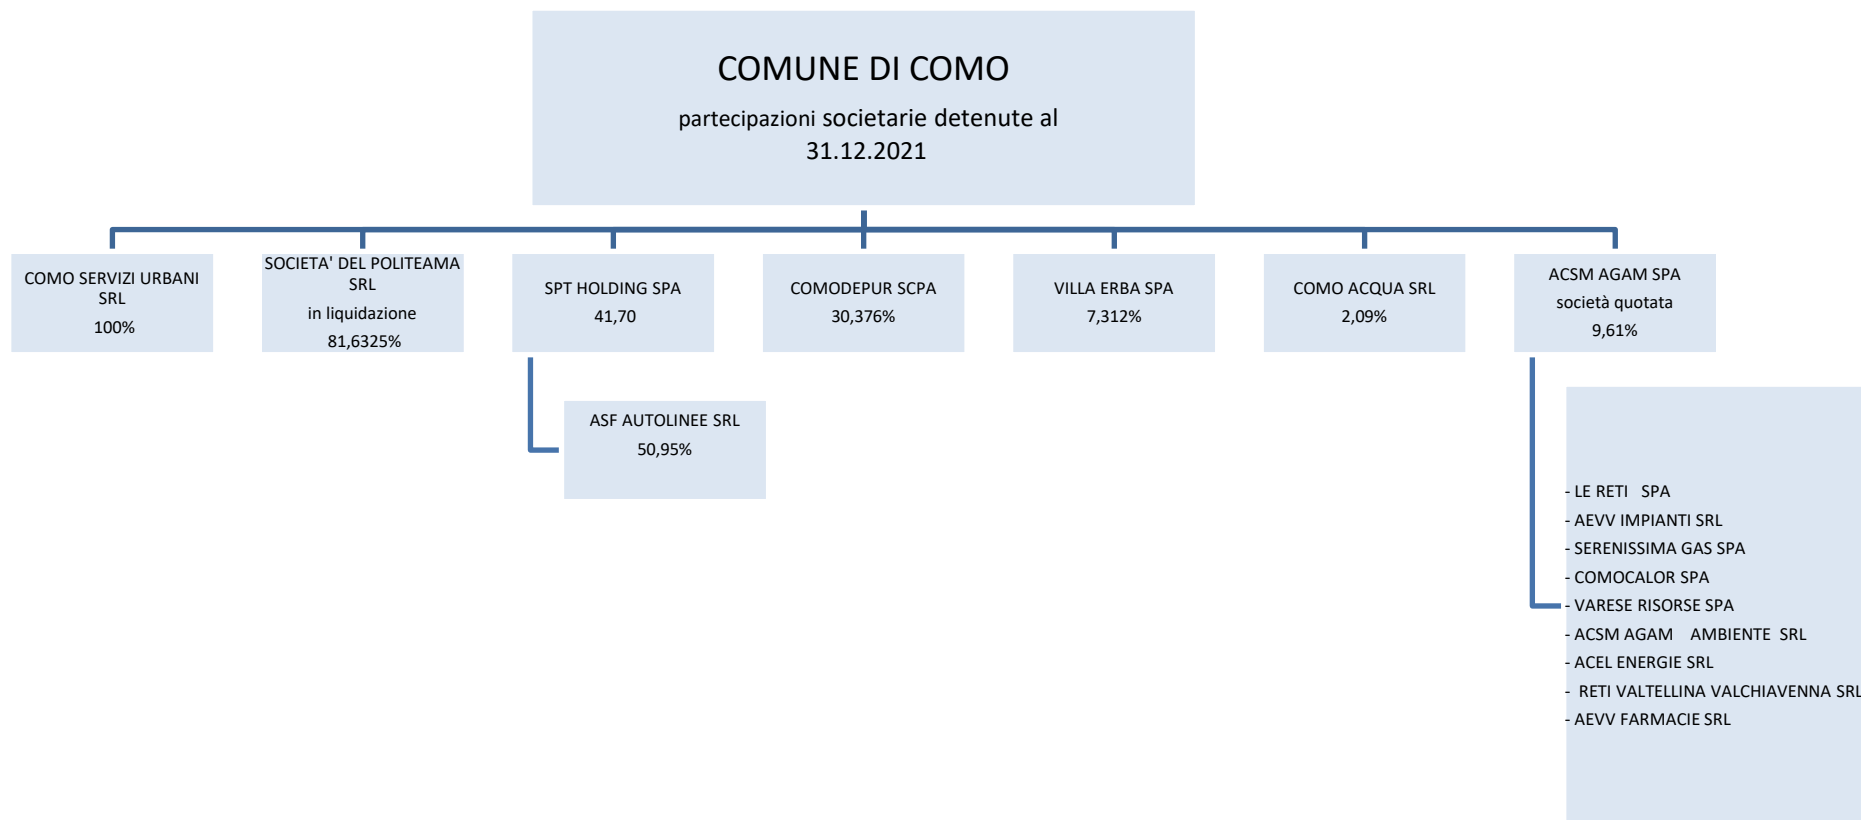 COMUNE DI COMO
partecipazioni societarie detenute al
31.12.2021
COMO SERVIZI URBANI
SRL
100%
SOCIETA' DEL POLITEAMA
SRL
in liquidazione
81,6325%
SPT HOLDING SPA
41,70
COMODEPUR SCPA
30,376%
VILLA ERBA SPA
7,312%
COMO ACQUA SRL
2,09%
ACSM AGAM SPA
società quotata
9,61%
ASF AUTOLINEE SRL
50,95%
- LE RETI SPA
- AEVV IMPIANTI SRL
- SERENISSIMA GAS SPA
- COMOCALOR SPA
- VARESE RISORSE SPA
- ACSM AGAM AMBIENTE SRL
- ACEL ENERGIE SRL
- RETI VALTELLINA VALCHIAVENNA SRL
- AEVV FARMACIE SRL